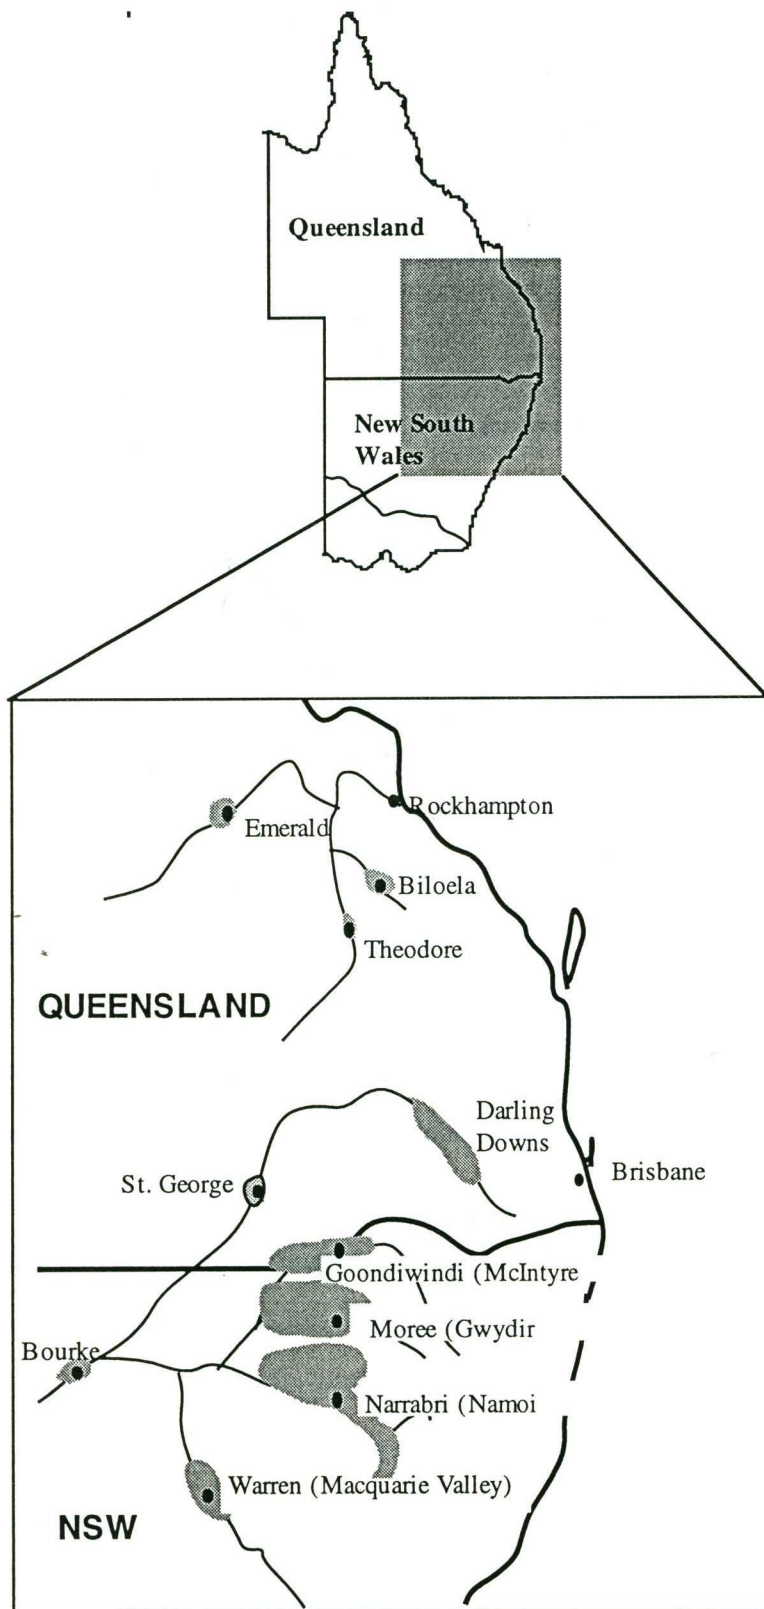 Queensland
New South
Wales
Rockhampton
Emerald
Biloela
Theodore
QUEENSLAND
Darling
Downs
St. George
Brisbane
Goondiwindi (McIntyre
Moree (Gwydir
Bourke
Narrabri (Namoi
Warren (Macquarie Valley)
NSW